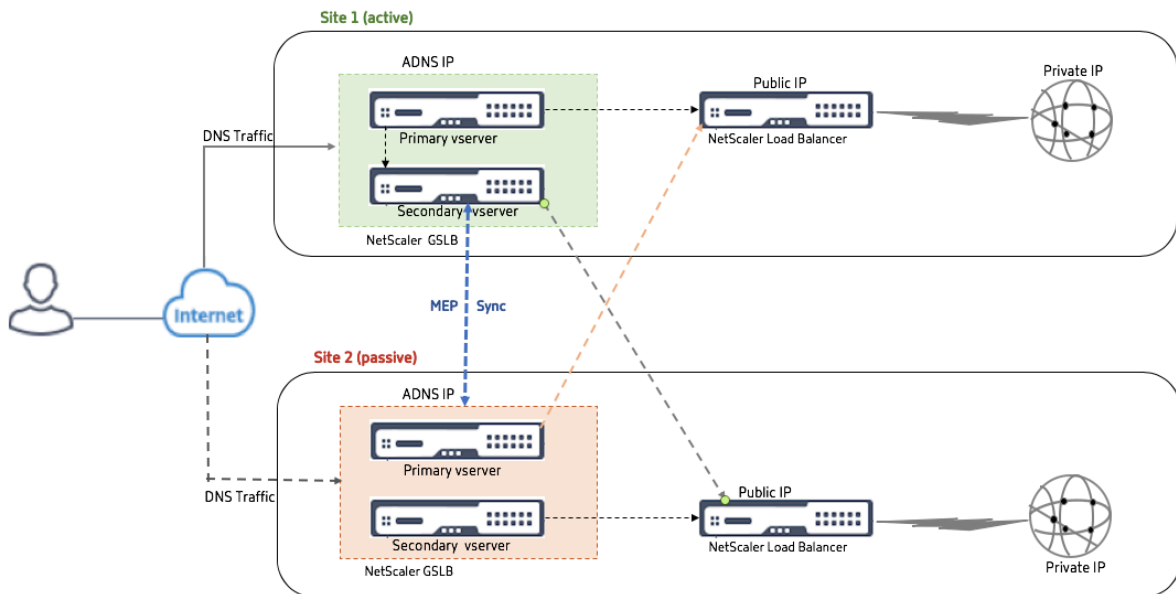 Site 1 (active)
ADNS IP
Primary vserver
Secondary vserver
NetScaler GSLB
Public IP
NetScaler Load Balancer
Private IP
DNS Traffic
Internet
MEP Sync
Site 2 (passive)
ADNS IP
Primary vserver
Secondary vserver
NetScaler GSLB
DNS Traffic
Public IP
NetScaler Load Balancer
Private IP